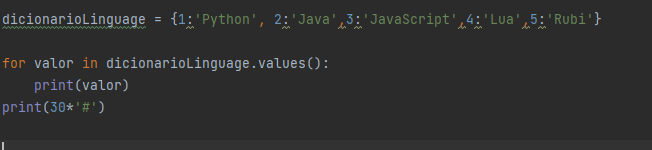 dicionarioLinguage = {1:'Python', 2:'Java',3:'JavaScript',4:'Lua',5:'Rubi'}
for valor in dicionarioLinguage.values():
    print(valor)
print(30*'#')